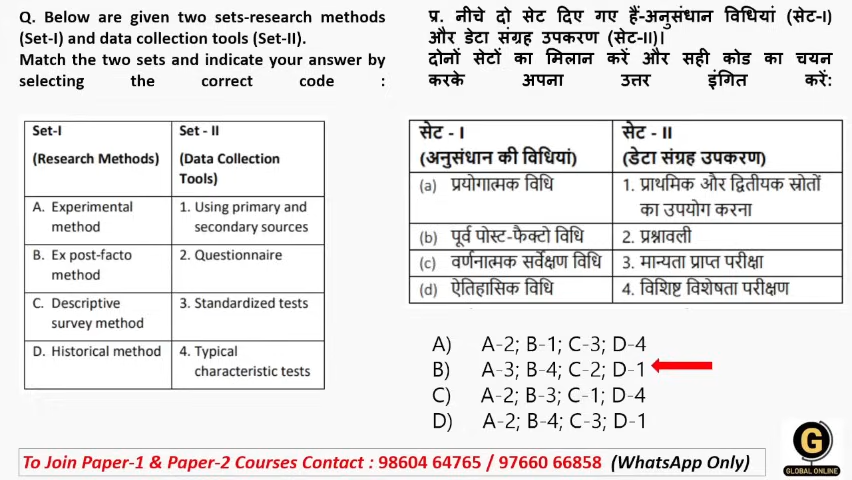 Q. Below are given two sets-research methods
(Set-I) and data collection tools (Set-II).
Match the two sets and indicate your answer by
selecting the correct code :
प्र. नीचे दो सेट दिए गए हैं-अनुसंधान विधियां (सेट-I)
और डेटा संग्रह उपकरण (सेट-II)।
दोनों सेटों का मिलान करें और सही कोड का चयन
करके अपना उत्तर इंगित करें:
Set-I
(Research Methods)
Set - II
(Data Collection
Tools)
A. Experimental
method
1. Using primary and
secondary sources
B. Ex post-facto
method
2. Questionnaire
C. Descriptive
survey method
3. Standardized tests
D. Historical method
4. Typical
characteristic tests
सेट - I
(अनुसंधान की विधियां)
सेट - II
(डेटा संग्रह उपकरण)
(a) प्रयोगात्मक विधि
1. प्राथमिक और द्वितीयक स्रोतों
का उपयोग करना
(b) पूर्व पोस्ट-फैक्टो विधि
2. प्रश्नावली
(c) वर्णनात्मक सर्वेक्षण विधि
3. मान्यता प्राप्त परीक्षा
(d) ऐतिहासिक विधि
4. विशिष्ट विशेषता परीक्षण
A) A-2; B-1; C-3; D-4
B) A-3; B-4; C-2; D-1
C) A-2; B-3; C-1; D-4
D) A-2; B-4; C-3; D-1
To Join Paper-1 & Paper-2 Courses Contact : 98604 64765 / 97660 66858 (WhatsApp Only)
G
GLOBAL ONLINE